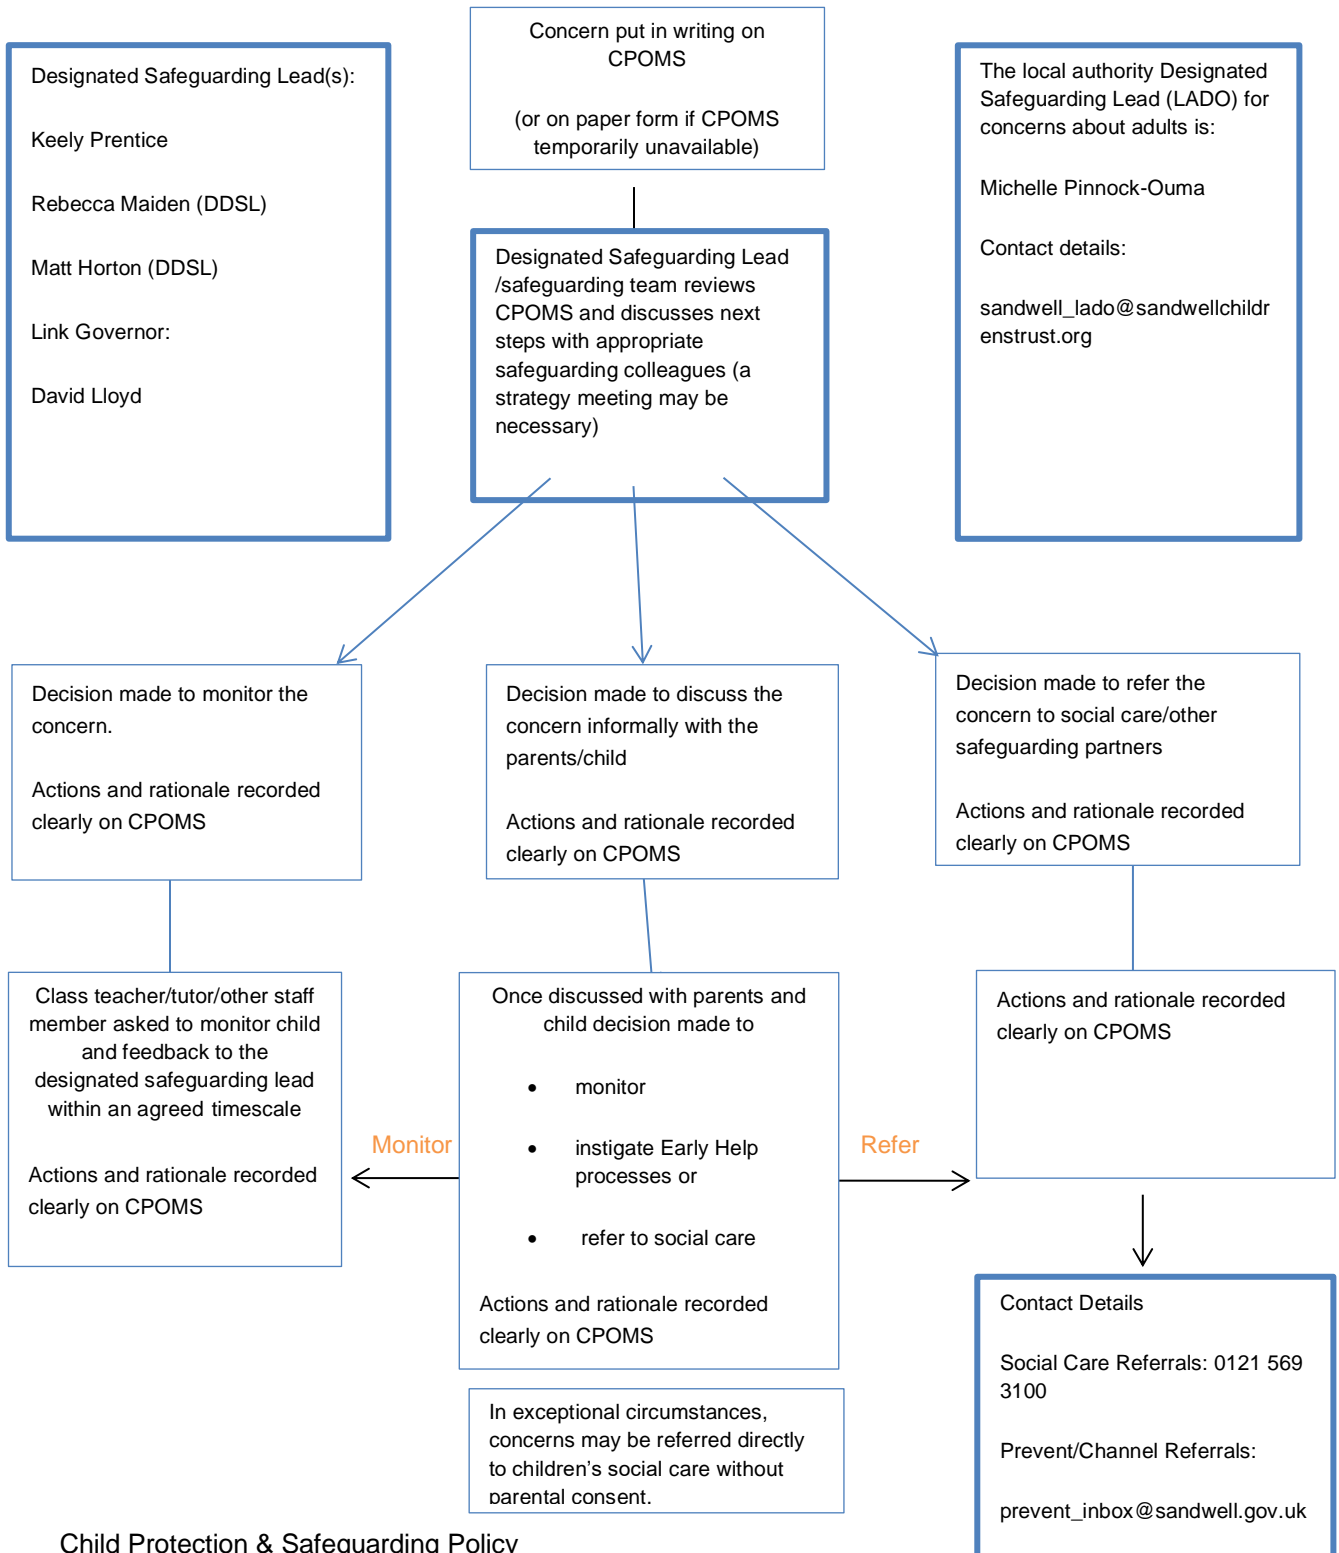 Concern put in writing on
CPOMS
(or on paper form if CPOMS
temporarily unavailable)
Designated Safeguarding Lead(s):
Keely Prentice
Rebecca Maiden (DDSL)
Matt Horton (DDSL)
Link Governor:
David Lloyd
The local authority Designated
Safeguarding Lead (LADO) for
concerns about adults is:
Michelle Pinnock-Ouma
Contact details:
sandwell_lado@sandwellchildr
enstrust.org
Designated Safeguarding Lead
/safeguarding team reviews
CPOMS and discusses next
steps with appropriate
safeguarding colleagues (a
strategy meeting may be
necessary)
Decision made to monitor the
concern.
Actions and rationale recorded
clearly on CPOMS
Decision made to discuss the
concern informally with the
parents/child
Actions and rationale recorded
clearly on CPOMS
Decision made to refer the
concern to social care/other
safeguarding partners
Actions and rationale recorded
clearly on CPOMS
Class teacher/tutor/other staff
member asked to monitor child
and feedback to the
designated safeguarding lead
within an agreed timescale
Actions and rationale recorded
clearly on CPOMS
Monitor
Once discussed with parents and
child decision made to
• monitor
• instigate Early Help
processes or
• refer to social care
Actions and rationale recorded
clearly on CPOMS
Refer
Actions and rationale recorded
clearly on CPOMS
In exceptional circumstances,
concerns may be referred directly
to children's social care without
parental consent.
Contact Details
Social Care Referrals: 0121 569
3100
Prevent/Channel Referrals:
prevent_inbox@sandwell.gov.uk
Child Protection & Safeguarding Policy